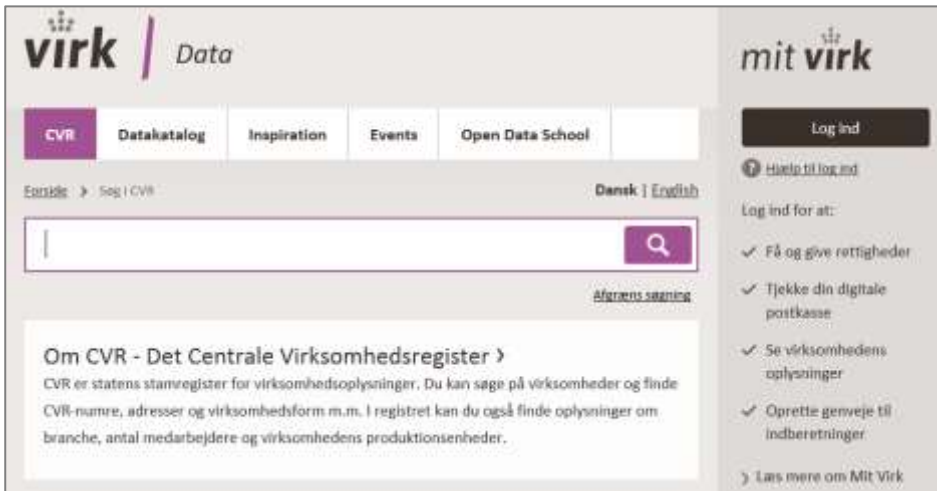 virk Data
CVR Datakatalog Inspiration Events Open Data School
Forside > Søg i CVR Dansk | English
Afgræns søgning
Om CVR - Det Centrale Virksomhedsregister >
CVR er statens stamregister for virksomhedsoplysninger. Du kan søge på virksomheder og finde
CVR-numre, adresser og virksomhedsform m.m. I registret kan du også finde oplysninger om
branche, antal medarbejdere og virksomhedens produktionsenheder.
mit virk
Log ind
? Hjælp til log ind
Log ind for at:
✓ Få og give rettigheder
✓ Tjekke din digitale
postkasse
✓ Se virksomhedens
oplysninger
✓ Oprette genveje til
indberetninger
> Læs mere om Mit Virk